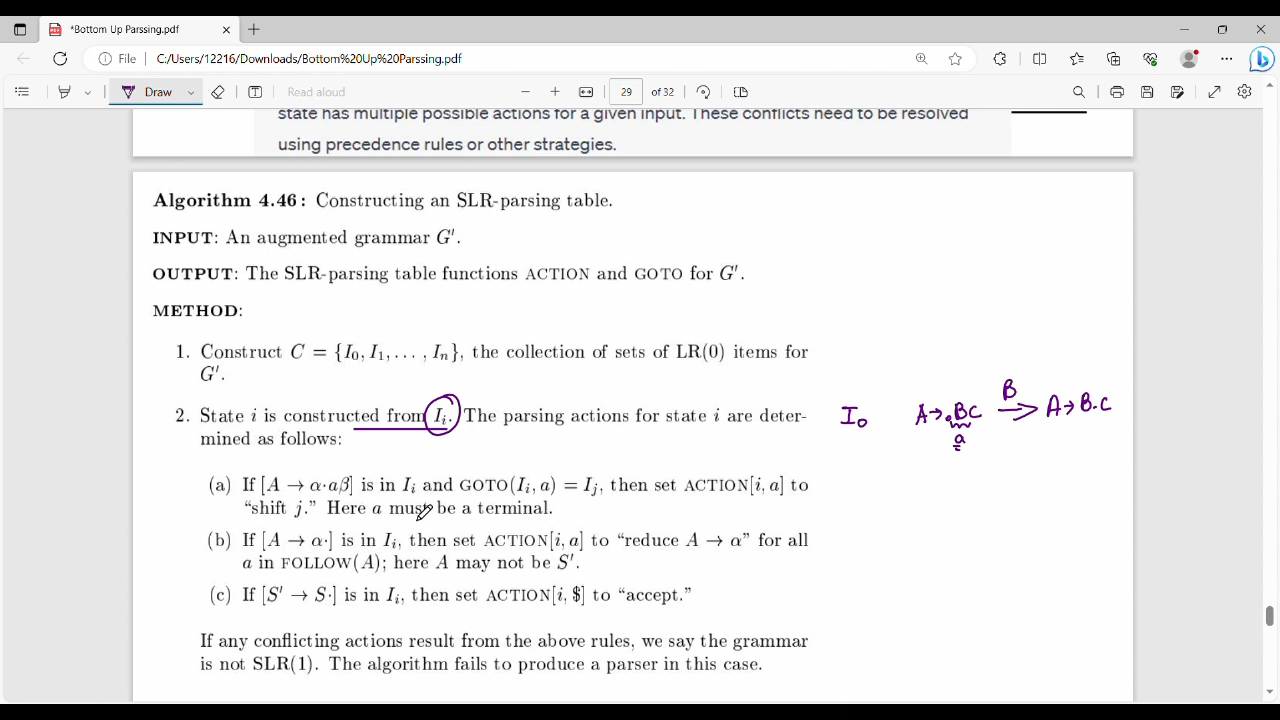 *Bottom Up Parssing.pdf
File
C:/Users/12216/Downloads/Bottom%20Up%20Parssing.pdf
Draw
Read aloud
29
of 32
state has multiple possible actions for a given input. These conflicts need to be resolved
using precedence rules or other strategies.
Algorithm 4.46: Constructing an SLR-parsing table.
INPUT: An augmented grammar G′.
OUTPUT: The SLR-parsing table functions ACTION and GOTO for G′.
METHOD:
1. Construct C = {I₀, I₁, . . . , Iₙ}, the collection of sets of LR(0) items for
G′.
2. State i is constructed from Iᵢ. The parsing actions for state i are deter-
mined as follows:
I₀ A→.BC B ⟶ A→B.C
a
(a) If [A → α·aβ] is in Iᵢ and GOTO(Iᵢ, a) = Iⱼ, then set ACTION[i, a] to
“shift j.” Here a must be a terminal.
(b) If [A → α·] is in Iᵢ, then set ACTION[i, a] to “reduce A → α” for all
a in FOLLOW(A); here A may not be S′.
(c) If [S′ → S·] is in Iᵢ, then set ACTION[i, $] to “accept.”
If any conflicting actions result from the above rules, we say the grammar
is not SLR(1). The algorithm fails to produce a parser in this case.